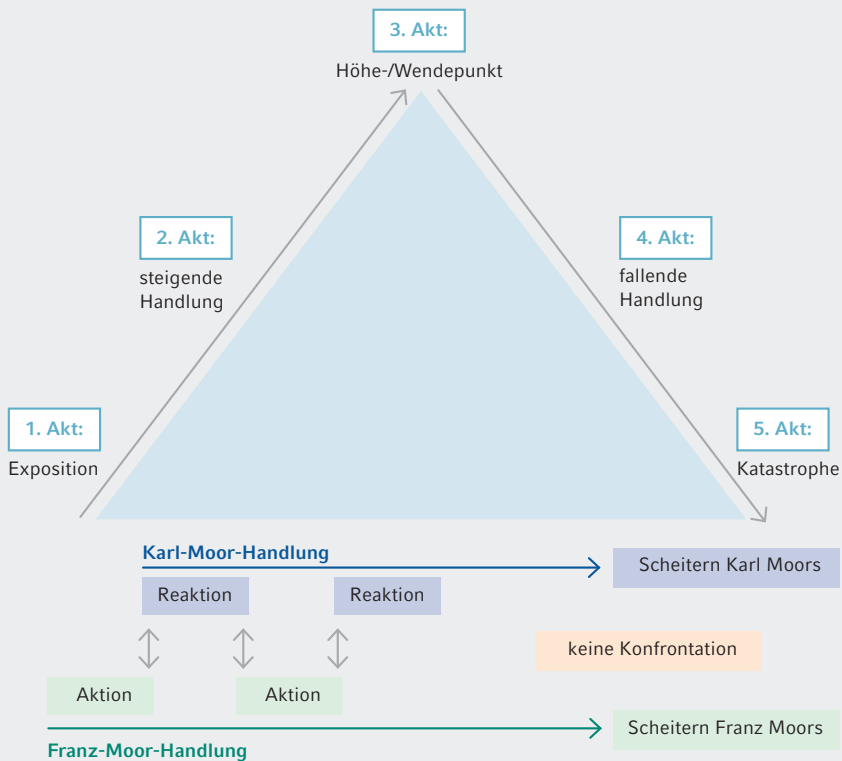 3. Akt:
Höhe-/Wendepunkt
2. Akt:
steigende
Handlung
4. Akt:
fallende
Handlung
1. Akt:
Exposition
5. Akt:
Katastrophe
Karl-Moor-Handlung
Scheitern Karl Moors
Reaktion
Reaktion
keine Konfrontation
Aktion
Aktion
Scheitern Franz Moors
Franz-Moor-Handlung